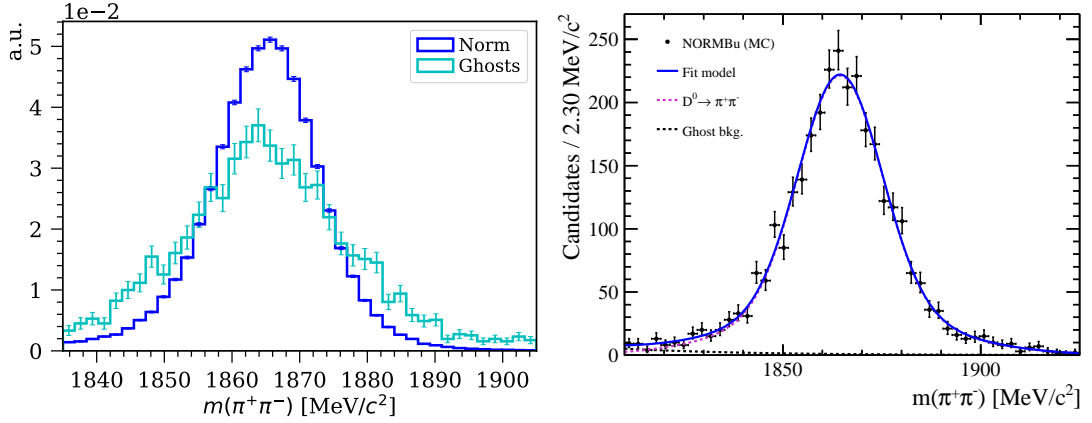 1e−2
a.u.
Norm
Ghosts
5
4
3
2
1
0
1840 1850 1860 1870 1880 1890 1900
m(π⁺π⁻) [MeV/c²]
Candidates / 2.30 MeV/c²
250
200
150
100
50
0
NORMBu (MC)
Fit model
D⁰→ π⁺π⁻
Ghost bkg.
1850 1900
m(π⁺π⁻) [MeV/c²]